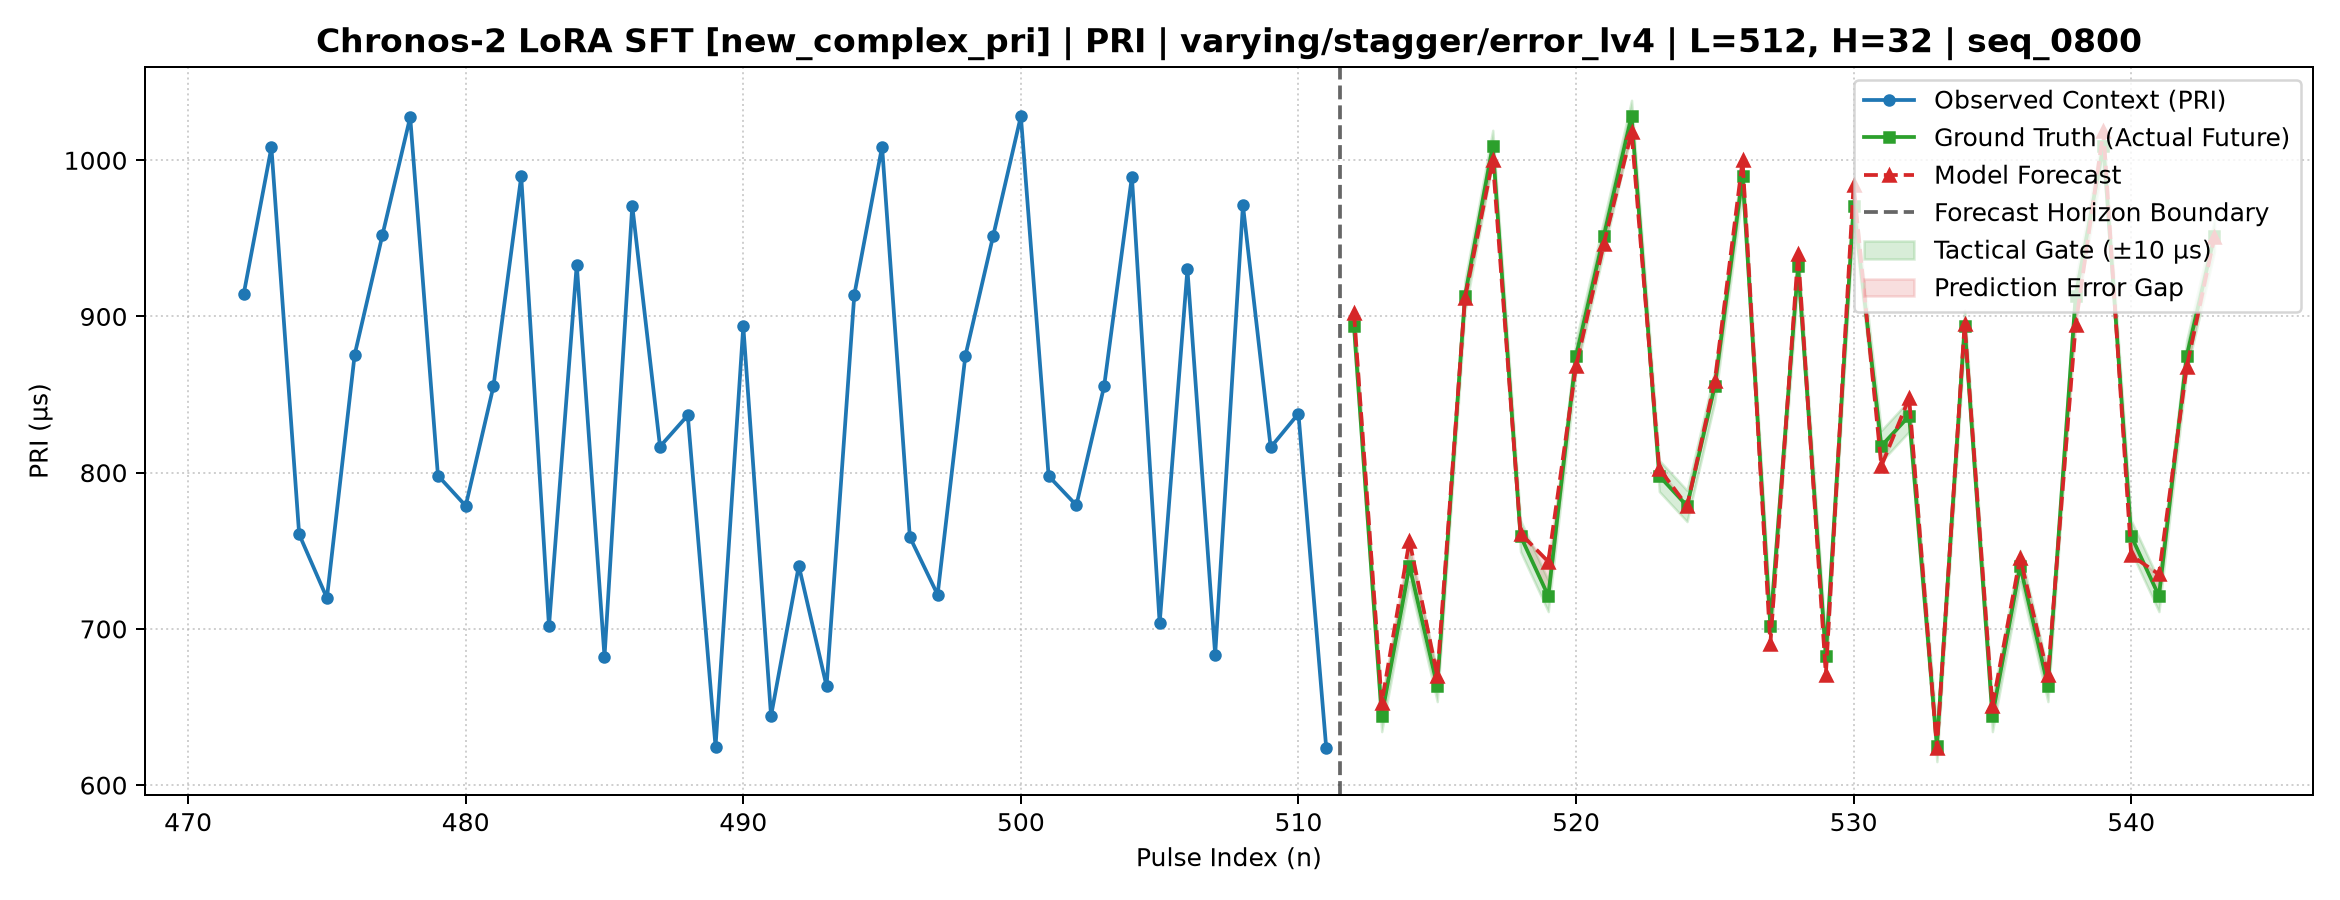 Chronos-2 LoRA SFT [new_complex_pri] | PRI | varying/stagger/error_lv4 | L=512, H=32 | seq_0800
Observed Context (PRI)
Ground Truth (Actual Future)
Model Forecast
Forecast Horizon Boundary
Tactical Gate (±10 µs)
Prediction Error Gap
PRI (µs)
1000
900
800
700
600
470 480 490 500 510 520 530 540
Pulse Index (n)